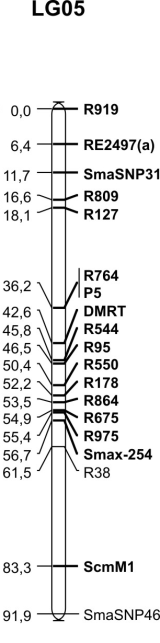 LG05
0,0 R919
6,4 RE2497(a)
11,7 SmaSNP31
16,6 R809
18,1 R127
36,2 R764
P5
42,6 DMRT
45,8 R544
46,5 R95
50,4 R550
52,2 R178
53,5 R864
54,9 R675
55,4 R975
56,7 Smax-254
61,5 R38
83,3 ScmM1
91,9 SmaSNP46